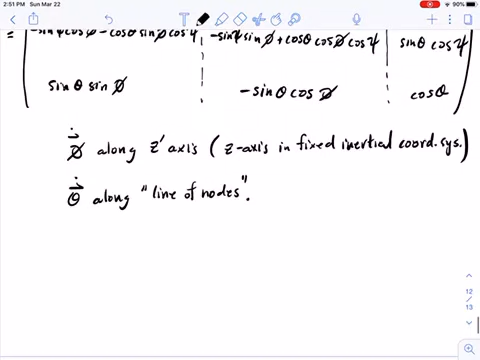 2:51 PM Sun Mar 22
90%
= -sinψcosϕ - cosθ sinϕ cosψ -sinψ sinϕ + cosθ cosϕ cosψ sinθ cosψ
sinθ sinϕ -sinθ cosϕ cosθ
ϕ̇ along z' axis (z-axis in fixed inertial coord. sys.)
θ̇ along "line of nodes".
12
/
13